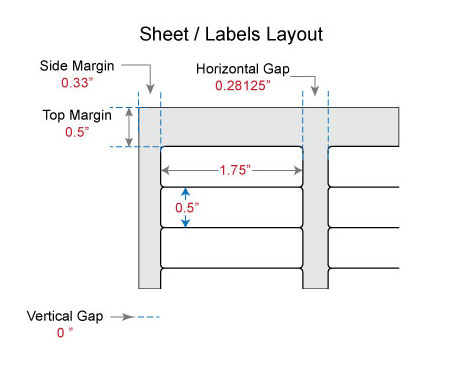 Sheet / Labels Layout
Side Margin
0.33”
Horizontal Gap
0.28125”
Top Margin
0.5”
1.75”
0.5”
Vertical Gap
0 ”